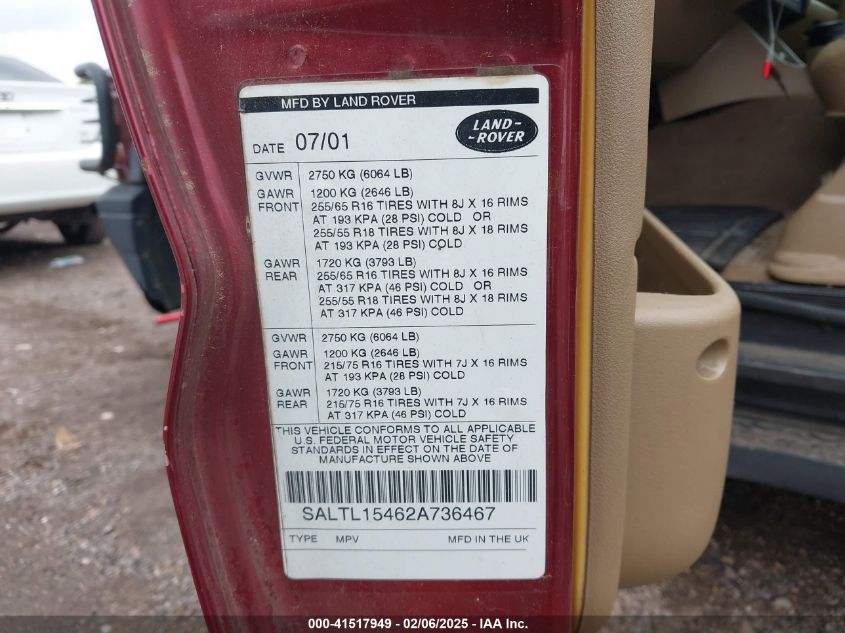 MFD BY LAND ROVER
DATE 07/01
LAND-
-ROVER
GVWR 2750 KG (6064 LB)
GAWR 1200 KG (2646 LB)
FRONT 255/65 R16 TIRES WITH 8J X 16 RIMS
AT 193 KPA (28 PSI) COLD OR
255/55 R18 TIRES WITH 8J X 18 RIMS
AT 193 KPA (28 PSI) COLD
GAWR 1720 KG (3793 LB)
REAR 255/65 R16 TIRES WITH 8J X 16 RIMS
AT 317 KPA (46 PSI) COLD OR
255/55 R18 TIRES WITH 8J X 18 RIMS
AT 317 KPA (46 PSI) COLD
GVWR 2750 KG (6064 LB)
GAWR 1200 KG (2646 LB)
FRONT 215/75 R16 TIRES WITH 7J X 16 RIMS
AT 193 KPA (28 PSI) COLD
GAWR 1720 KG (3793 LB)
REAR 215/75 R16 TIRES WITH 7J X 16 RIMS
AT 317 KPA (46 PSI) COLD
THIS VEHICLE CONFORMS TO ALL APPLICABLE
U.S. FEDERAL MOTOR VEHICLE SAFETY
STANDARDS IN EFFECT ON THE DATE OF
MANUFACTURE SHOWN ABOVE
SALTL15462A736467
TYPE MPV MFD IN THE UK
000-41517949 - 02/06/2025 - IAA Inc.